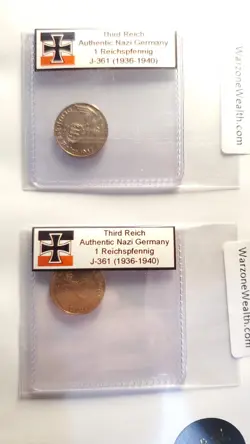 Third Reich
Authentic Nazi Germany
1 Reichspfennig
J-361 (1936-1940)
WarzoneWealth.com
Third Reich
Authentic Nazi Germany
1 Reichspfennig
J-361 (1936-1940)
WarzoneWealth.com